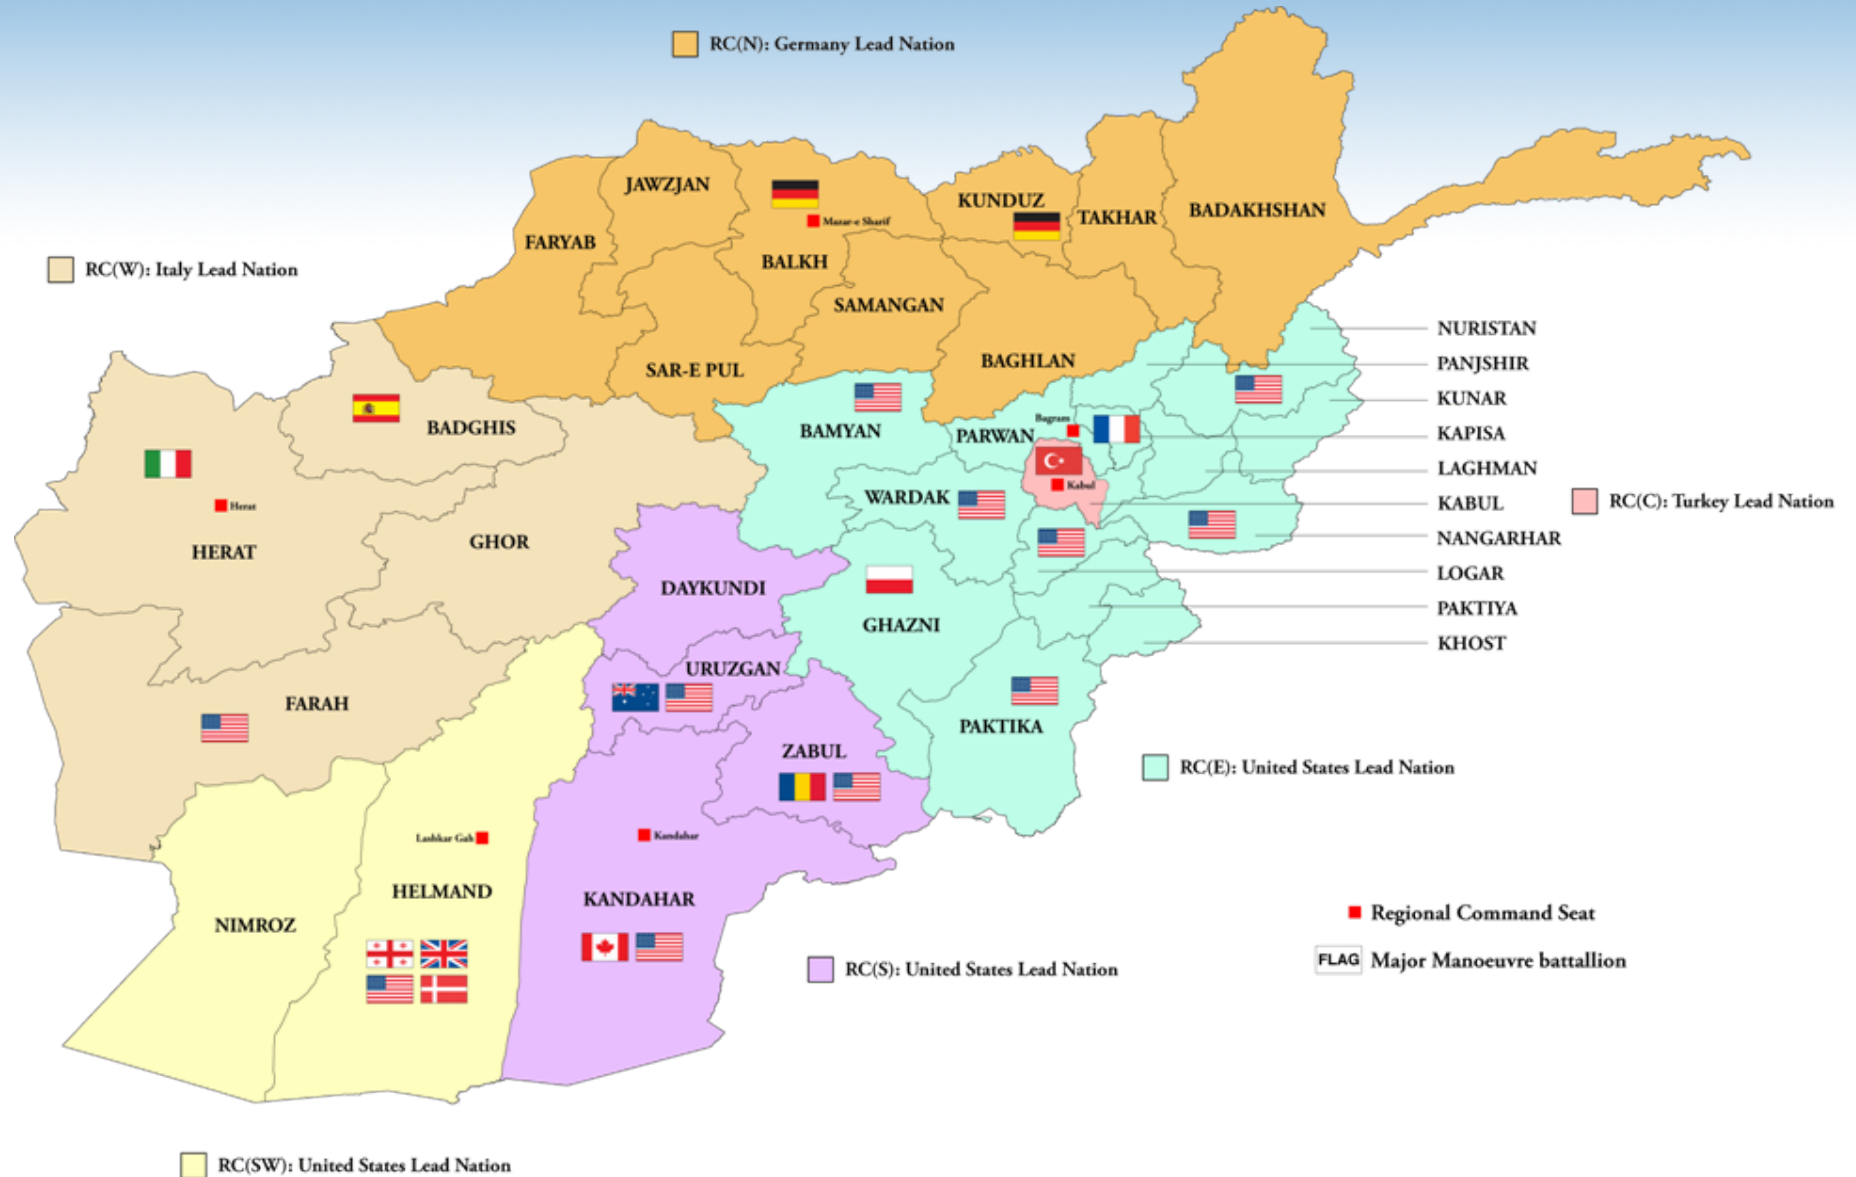 RC(N): Germany Lead Nation
JAWZJAN
KUNDUZ
TAKHAR
BADAKHSHAN
Mazar-e Sharif
FARYAB
BALKH
RC(W): Italy Lead Nation
SAMANGAN
NURISTAN
BAGHLAN
PANJSHIR
SAR-E PUL
KUNAR
BADGHIS
BAMYAN
Bagram
PARWAN
KAPISA
LAGHMAN
Kabul
WARDAK
KABUL
RC(C): Turkey Lead Nation
Herat
HERAT
GHOR
NANGARHAR
LOGAR
DAYKUNDI
PAKTIYA
GHAZNI
KHOST
URUZGAN
FARAH
PAKTIKA
ZABUL
RC(E): United States Lead Nation
Lashkar Gah
Kandahar
HELMAND
KANDAHAR
NIMROZ
Regional Command Seat
FLAG Major Manoeuvre battallion
RC(S): United States Lead Nation
RC(SW): United States Lead Nation